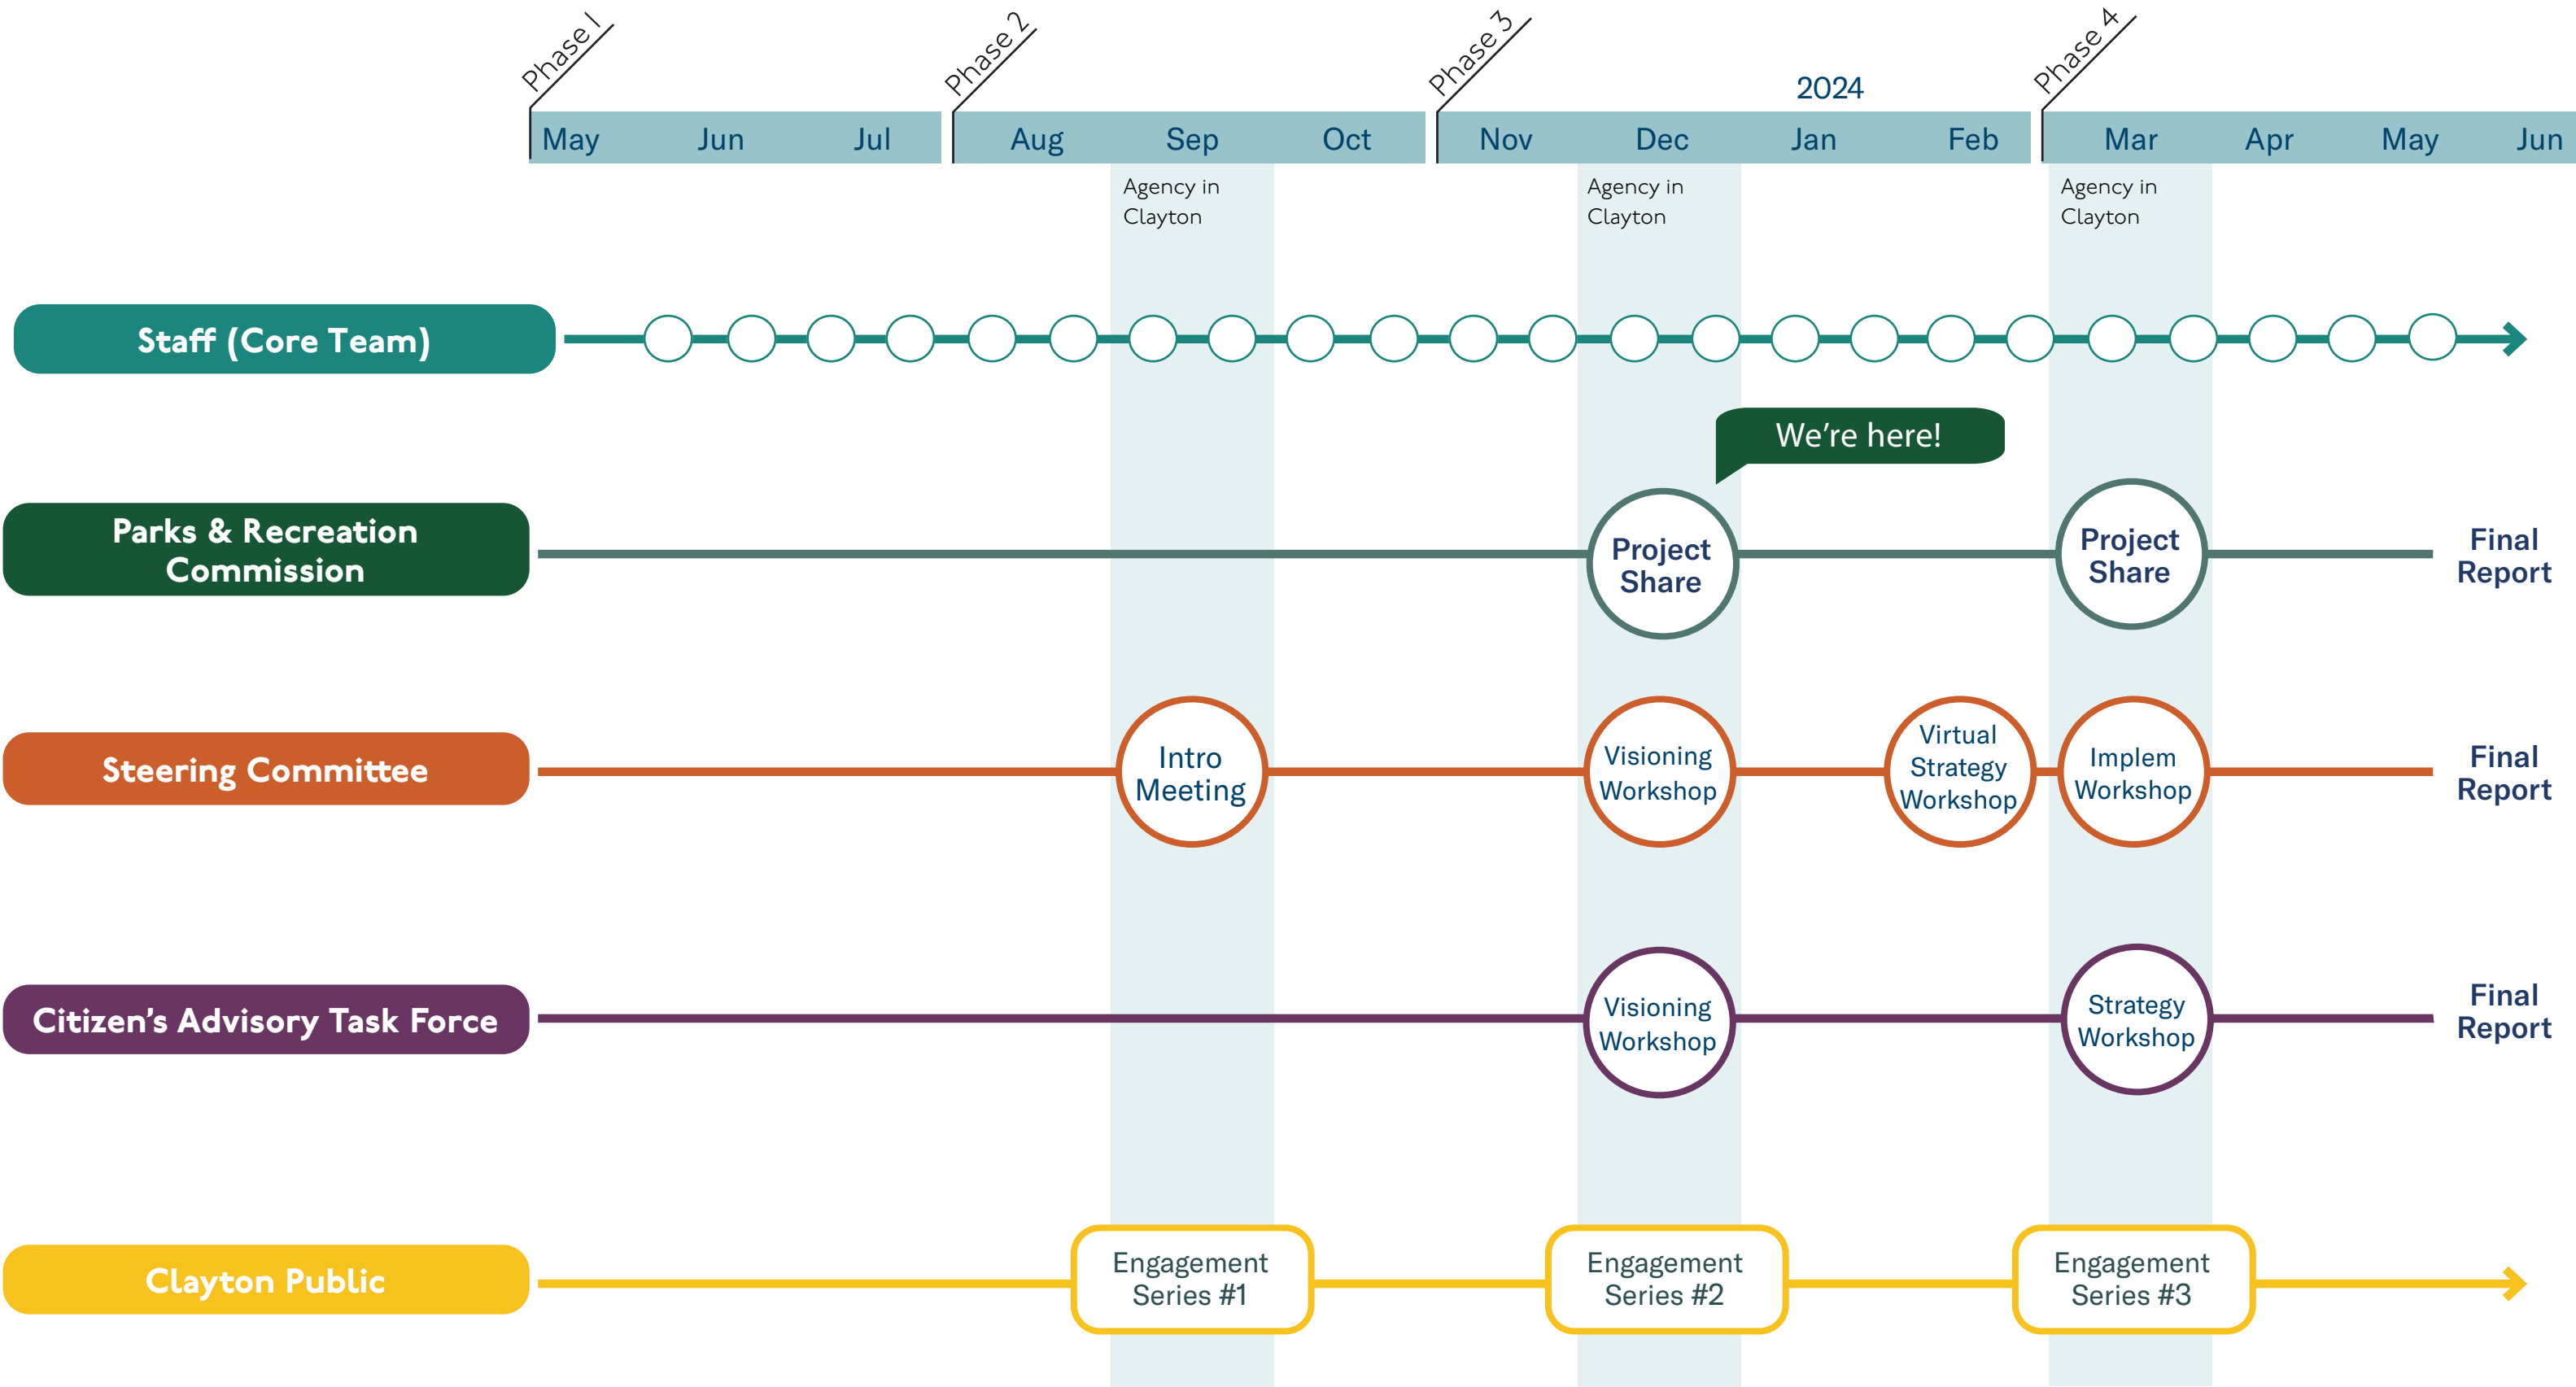 Phase 1
Phase 2
Phase 3
Phase 4
2024
May Jun Jul Aug Sep Oct Nov Dec Jan Feb Mar Apr May Jun
Agency in
Clayton
Agency in
Clayton
Agency in
Clayton
Staff (Core Team)
We're here!
Parks & Recreation
Commission
Project
Share
Project
Share
Final
Report
Steering Committee
Intro
Meeting
Visioning
Workshop
Virtual
Strategy
Workshop
Implem
Workshop
Final
Report
Citizen's Advisory Task Force
Visioning
Workshop
Strategy
Workshop
Final
Report
Clayton Public
Engagement
Series #1
Engagement
Series #2
Engagement
Series #3